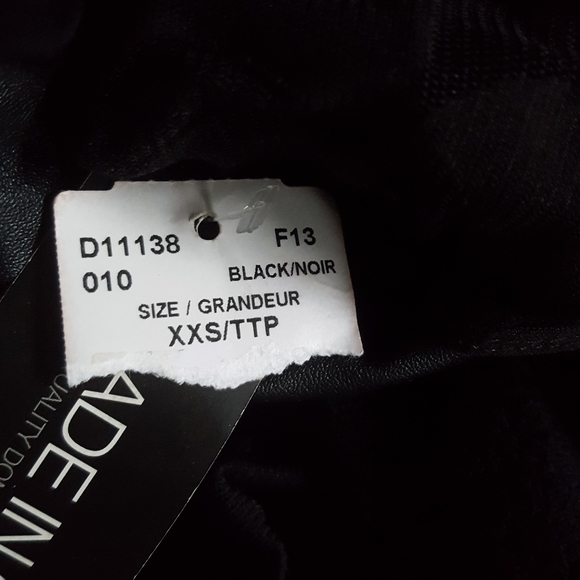 D11138 F13
010 BLACK/NOIR
SIZE / GRANDEUR
XXS/TTP
ADE IN
UALITY DO